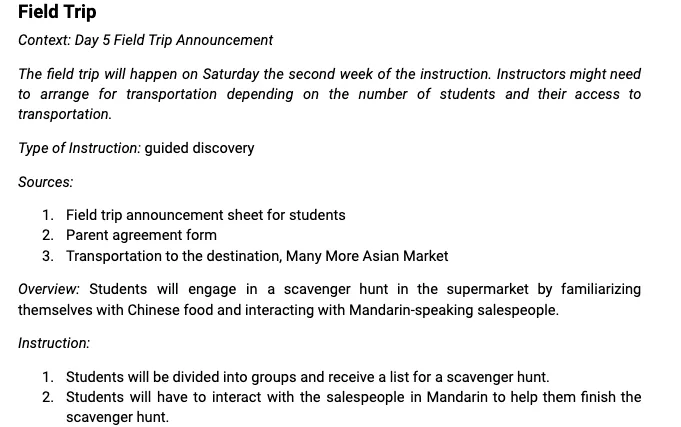 Field Trip
Context: Day 5 Field Trip Announcement
The field trip will happen on Saturday the second week of the instruction. Instructors might need
to arrange for transportation depending on the number of students and their access to
transportation.
Type of Instruction: guided discovery
Sources:
1. Field trip announcement sheet for students
2. Parent agreement form
3. Transportation to the destination, Many More Asian Market
Overview: Students will engage in a scavenger hunt in the supermarket by familiarizing
themselves with Chinese food and interacting with Mandarin-speaking salespeople.
Instruction:
1. Students will be divided into groups and receive a list for a scavenger hunt.
2. Students will have to interact with the salespeople in Mandarin to help them finish the
scavenger hunt.